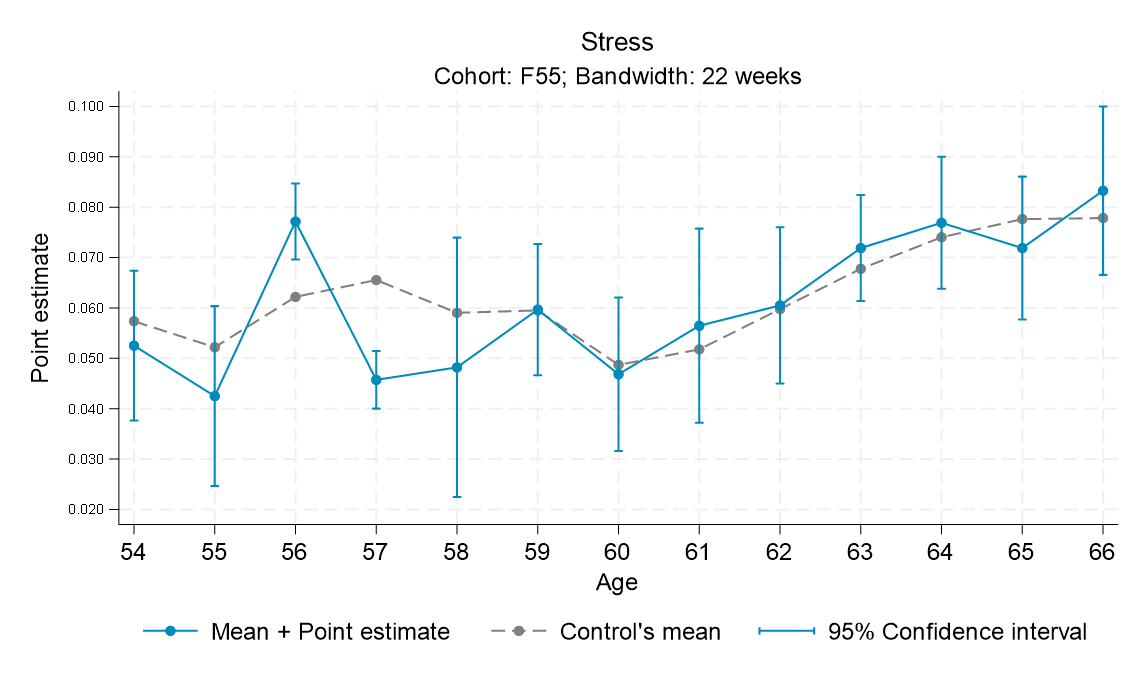 Stress
Cohort: F55; Bandwidth: 22 weeks
Point estimate
0.100
0.090
0.080
0.070
0.060
0.050
0.040
0.030
0.020
54 55 56 57 58 59 60 61 62 63 64 65 66
Age
Mean + Point estimate Control's mean 95% Confidence interval